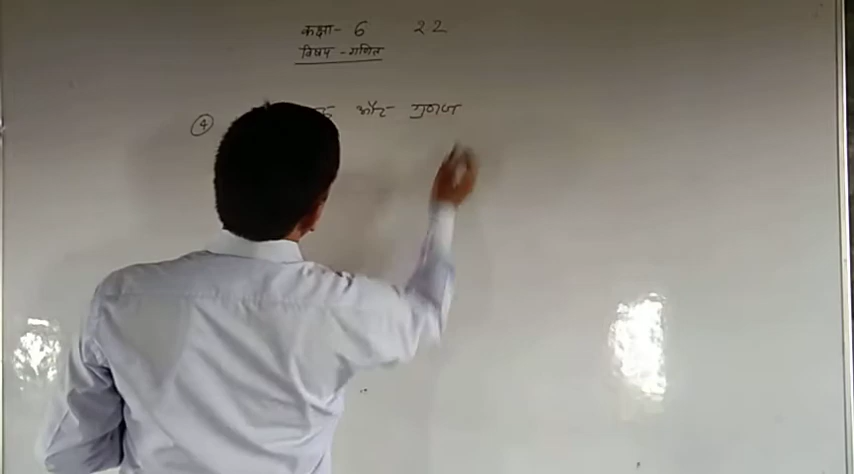 कक्षा - 6 22
विषय - गणित
④ और गुणज